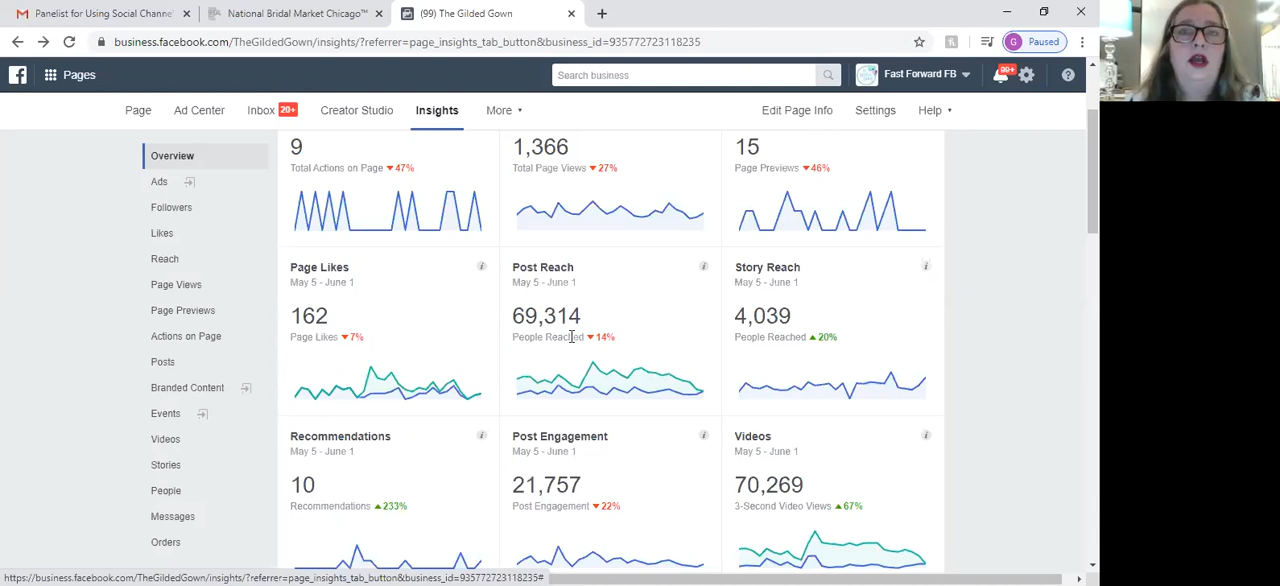 Panelist for Using Social Channe
National Bridal Market Chicago™
(99) The Gilded Gown
business.facebook.com/TheGildedGown/insights/?referrer=page_insights_tab_button&business_id=935772723118235
G Paused
Pages
Search business
Fast Forward FB
99+
Page
Ad Center
Inbox 20+
Creator Studio
Insights
More
Edit Page Info
Settings
Help
Overview
Ads
Followers
Likes
Reach
Page Views
Page Previews
Actions on Page
Posts
Branded Content
Events
Videos
Stories
People
Messages
Orders
9
Total Actions on Page ▼47%
1,366
Total Page Views ▼27%
15
Page Previews ▼46%
Page Likes
May 5 - June 1
162
Page Likes ▼7%
Post Reach
May 5 - June 1
69,314
People Reached ▼14%
Story Reach
May 5 - June 1
4,039
People Reached ▲20%
Recommendations
May 5 - June 1
10
Recommendations ▲233%
Post Engagement
May 5 - June 1
21,757
Post Engagement ▼22%
Videos
May 5 - June 1
70,269
3-Second Video Views ▲67%
https://business.facebook.com/TheGildedGown/insights/?referrer=page_insights_tab_button&business_id=935772723118235#